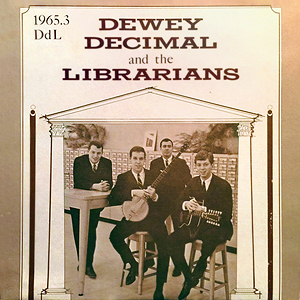 1965.3
DdL
DEWEY
DECIMAL
and the
LIBRARIANS